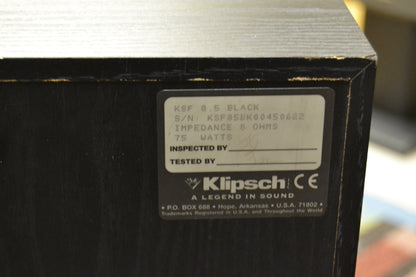 KSF 8.5 BLACK
S/N: KSF85BK00450682
IMPEDANCE 8 OHMS
75 WATTS
INSPECTED BY
TESTED BY
Klipsch CE
A LEGEND IN SOUND
• P.O. BOX 688 • Hope, Arkansas • U.S.A. 71802 •
Trademarks Registered in U.S.A. and Throughout the World